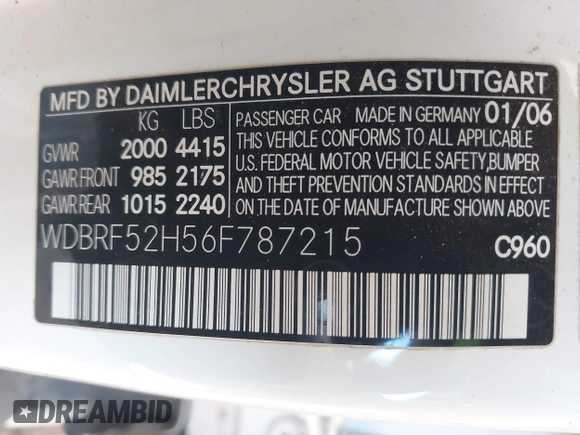 MFD BY DAIMLERCHRYSLER AG STUTTGART
KG LBS
GVWR 2000 4415
GAWR FRONT 985 2175
GAWR REAR 1015 2240
PASSENGER CAR MADE IN GERMANY 01/06
THIS VEHICLE CONFORMS TO ALL APPLICABLE
U.S. FEDERAL MOTOR VEHICLE SAFETY, BUMPER
AND THEFT PREVENTION STANDARDS IN EFFECT
ON THE DATE OF MANUFACTURE SHOWN ABOVE.
WDBRF52H56F787215
C960
DREAMBID